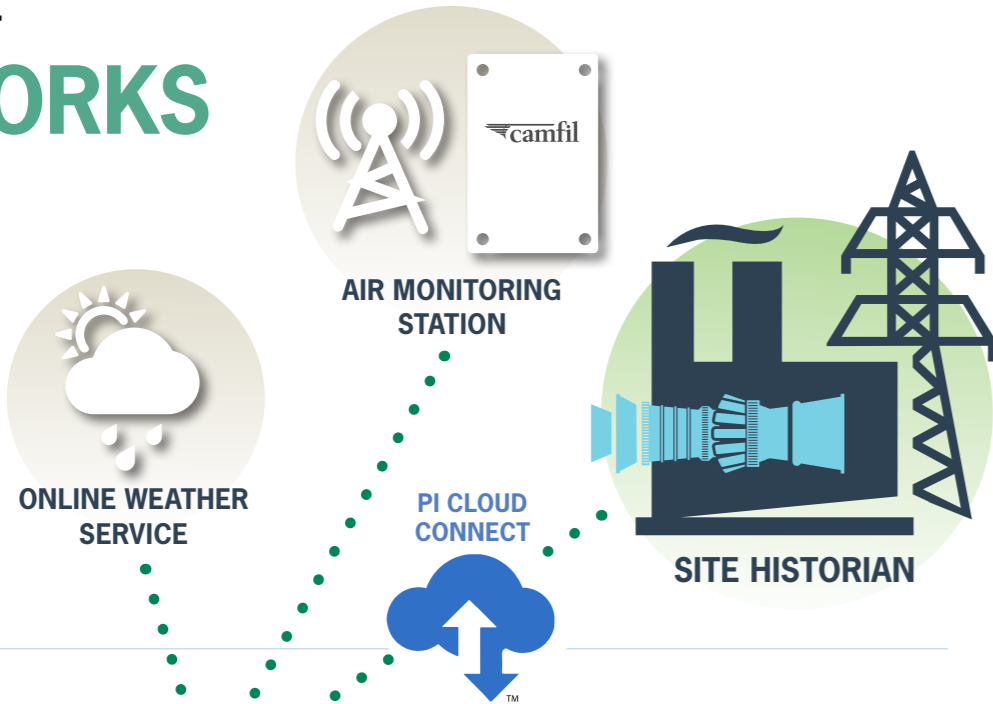 ORKS
camfil
AIR MONITORING
STATION
ONLINE WEATHER
SERVICE
PI CLOUD
CONNECT
SITE HISTORIAN
TM